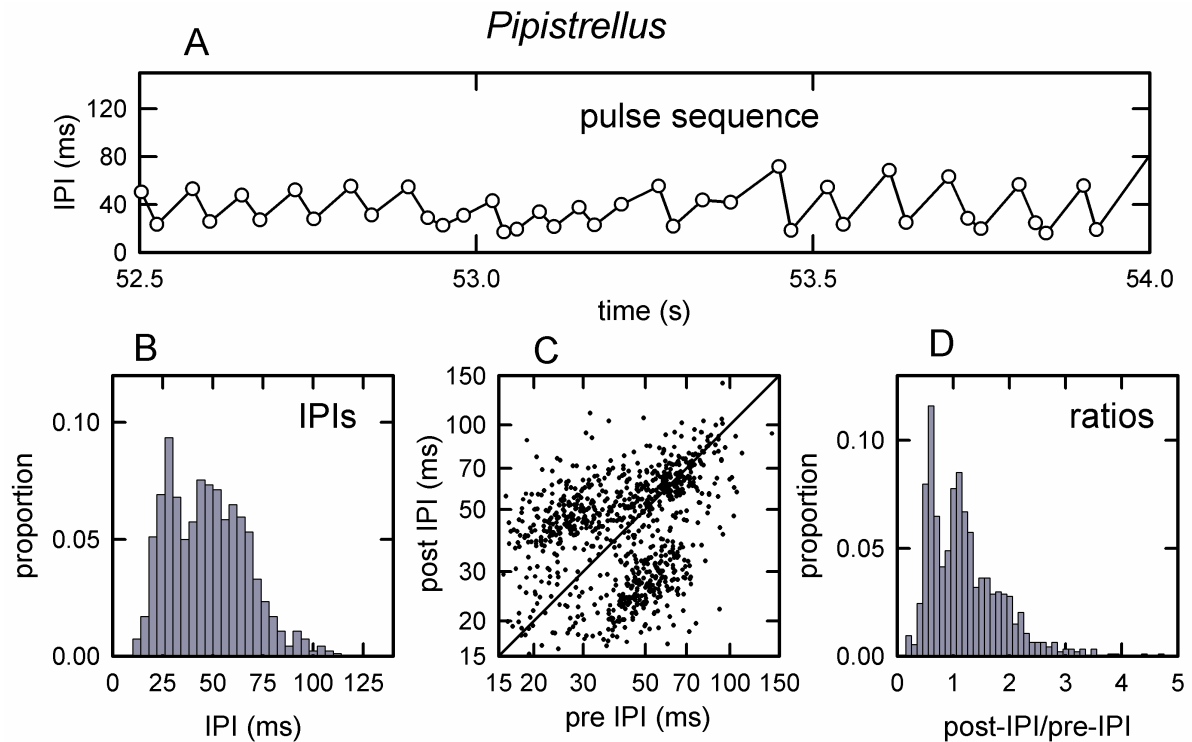 Pipistrellus
A
pulse sequence
IPI (ms)
120
80
40
0
52.5 53.0 53.5 54.0
time (s)
B
IPIs
proportion
0.10
0.05
0.00
0 25 50 75 100 125
IPI (ms)
C
post IPI (ms)
150
100
70
50
30
20
15
15 20 30 50 70 100 150
pre IPI (ms)
D
ratios
proportion
0.10
0.05
0.00
0 1 2 3 4 5
post-IPI/pre-IPI